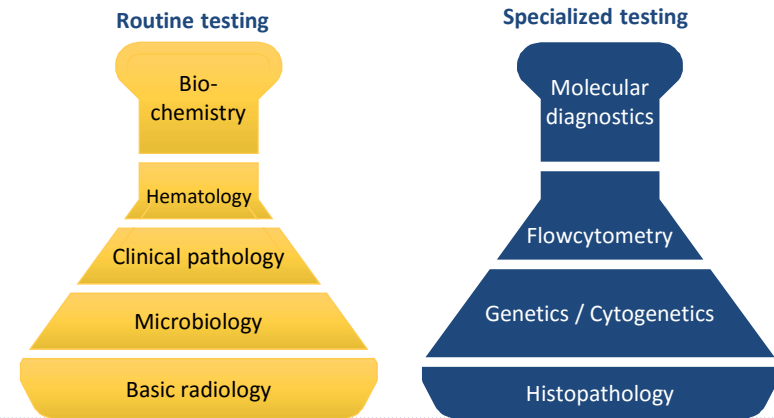 Routine testing
Bio-
chemistry
Hematology
Clinical pathology
Microbiology
Basic radiology
Specialized testing
Molecular
diagnostics
Flowcytometry
Genetics / Cytogenetics
Histopathology